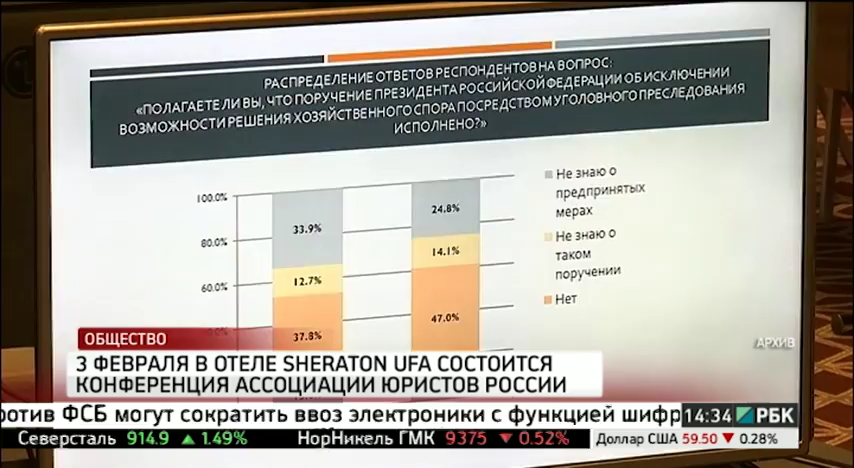 РАСПРЕДЕЛЕНИЕ ОТВЕТОВ РЕСПОНДЕНТОВ НА ВОПРОС:
«ПОЛАГАЕТЕ ЛИ ВЫ, ЧТО ПОРУЧЕНИЕ ПРЕЗИДЕНТА РОССИЙСКОЙ ФЕДЕРАЦИИ ОБ ИСКЛЮЧЕНИИ
ВОЗМОЖНОСТИ РЕШЕНИЯ ХОЗЯЙСТВЕННОГО СПОРА ПОСРЕДСТВОМ УГОЛОВНОГО ПРЕСЛЕДОВАНИЯ
ИСПОЛНЕНО?»
100.0%
80.0%
60.0%
33.9%
12.7%
37.8%
24.8%
14.1%
47.0%
Не знаю о
предпринятых
мерах
Не знаю о
таком
поручении
Нет
АРХИВ
ОБЩЕСТВО
3 ФЕВРАЛЯ В ОТЕЛЕ SHERATON UFA СОСТОИТСЯ
КОНФЕРЕНЦИЯ АССОЦИАЦИИ ЮРИСТОВ РОССИИ
ротив ФСБ могут сократить ввоз электроники с функцией шифр
14:34 РБК
Северсталь 914.9 ▲ 1.49% НорНикель ГМК 9375 ▼ 0.52% Доллар США 59.50 ▼ 0.28%